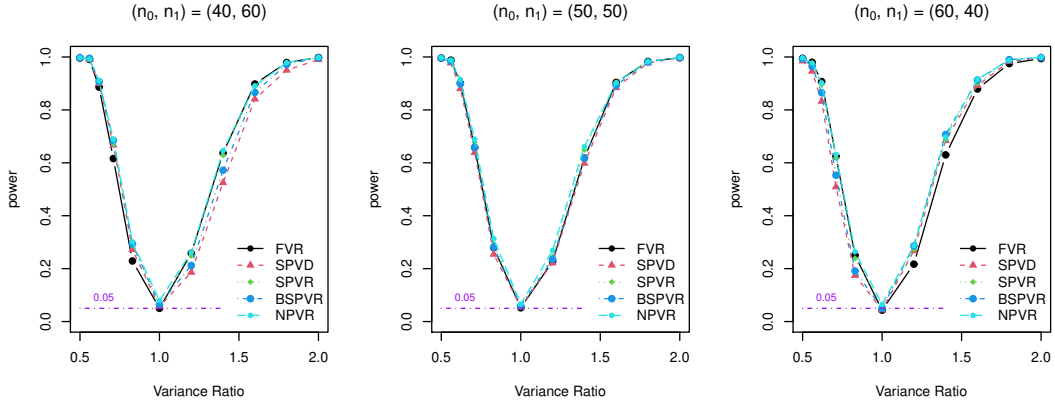 (n0, n1) = (40, 60)
power
1.0
0.8
0.6
0.4
0.2
0.0
0.05
FVR
SPVD
SPVR
BSPVR
NPVR
0.5 1.0 1.5 2.0
Variance Ratio
(n0, n1) = (50, 50)
power
1.0
0.8
0.6
0.4
0.2
0.0
0.05
FVR
SPVD
SPVR
BSPVR
NPVR
0.5 1.0 1.5 2.0
Variance Ratio
(n0, n1) = (60, 40)
power
1.0
0.8
0.6
0.4
0.2
0.0
0.05
FVR
SPVD
SPVR
BSPVR
NPVR
0.5 1.0 1.5 2.0
Variance Ratio